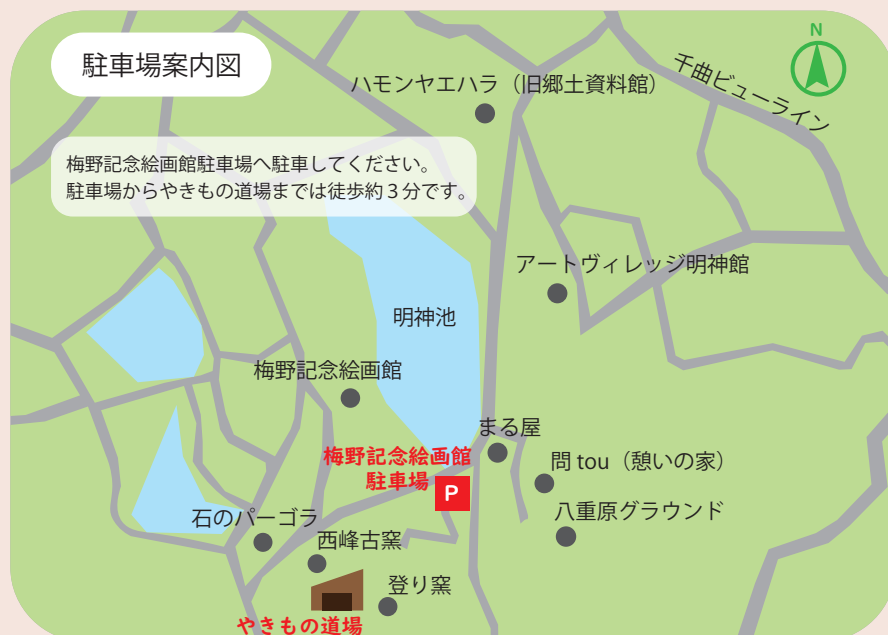 駐車場案内図
N
千曲ビューライン
ハモンヤエハラ（旧郷土資料館）
梅野記念絵画館駐車場へ駐車してください。
駐車場からやきもの道場までは徒歩約３分です。
アートヴィレッジ明神館
明神池
梅野記念絵画館
まる屋
梅野記念絵画館
駐車場
P
問 tou（憩いの家）
八重原グラウンド
石のパーゴラ
西峰古窯
登り窯
やきもの道場